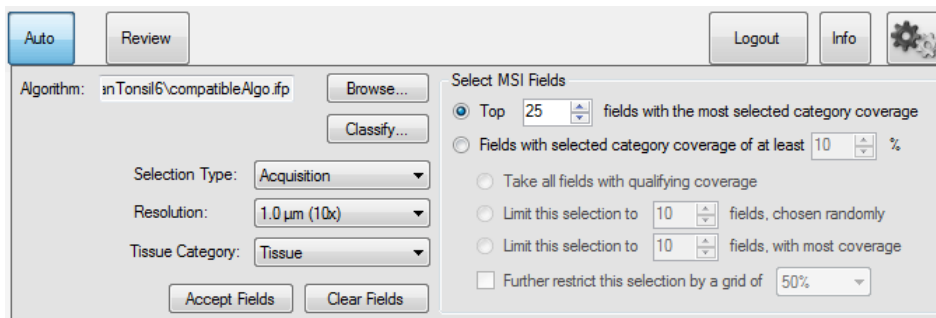 Auto
Review
Logout
Info
Algorithm:
anTonsil6\compatibleAlgo.ifp
Browse...
Classify...
Selection Type:
Acquisition
Resolution:
1.0 µm (10x)
Tissue Category:
Tissue
Accept Fields
Clear Fields
Select MSI Fields
Top 25 fields with the most selected category coverage
Fields with selected category coverage of at least 10 %
Take all fields with qualifying coverage
Limit this selection to 10 fields, chosen randomly
Limit this selection to 10 fields, with most coverage
Further restrict this selection by a grid of 50%